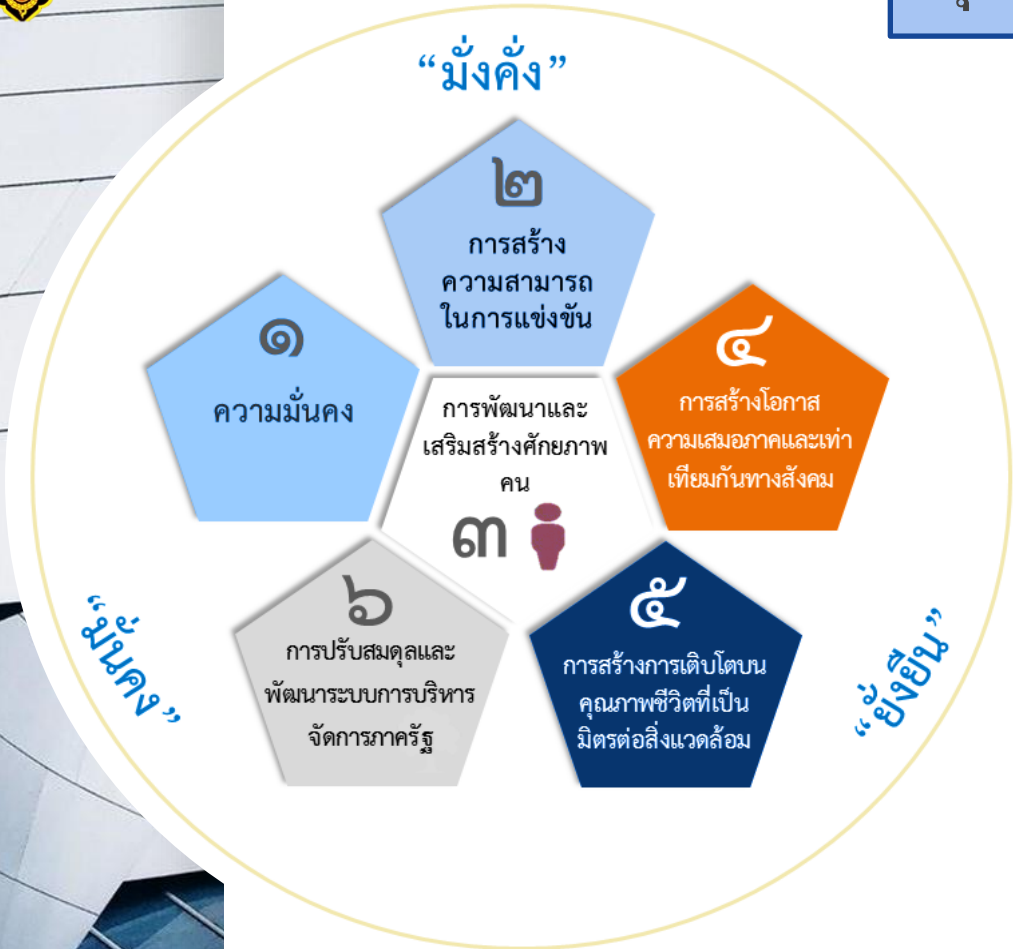 “มั่งคั่ง”
๒
การสร้าง
ความสามารถ
ในการแข่งขัน
๑
ความมั่นคง
๔
การสร้างโอกาส
ความเสมอภาคและเท่า
เทียมกันทางสังคม
การพัฒนาและ
เสริมสร้างศักยภาพ
คน
๓
๖
การปรับสมดุลและ
พัฒนาระบบการบริหาร
จัดการภาครัฐ
๕
การสร้างการเติบโตบน
คุณภาพชีวิตที่เป็น
มิตรต่อสิ่งแวดล้อม
“มั่นคง”
“ยั่งยืน”